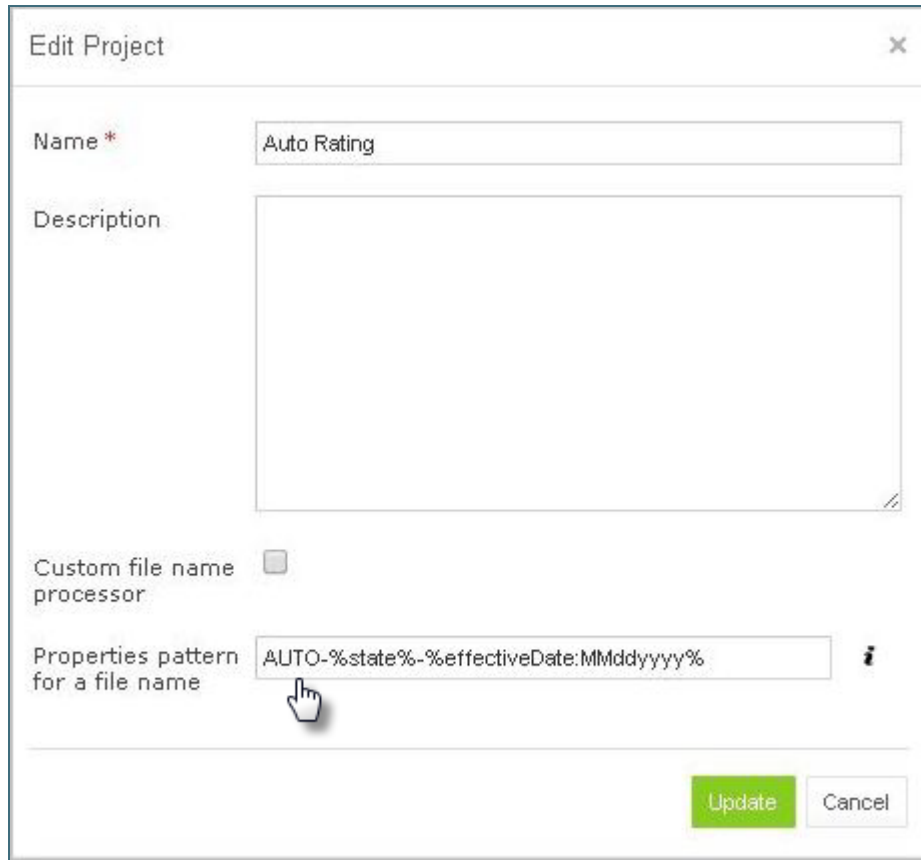 Edit Project ×
Name *
Auto Rating
Description
Custom file name
processor
Properties pattern
for a file name
AUTO-%state%-%effectiveDate:MMddyyyy%
i
Update Cancel